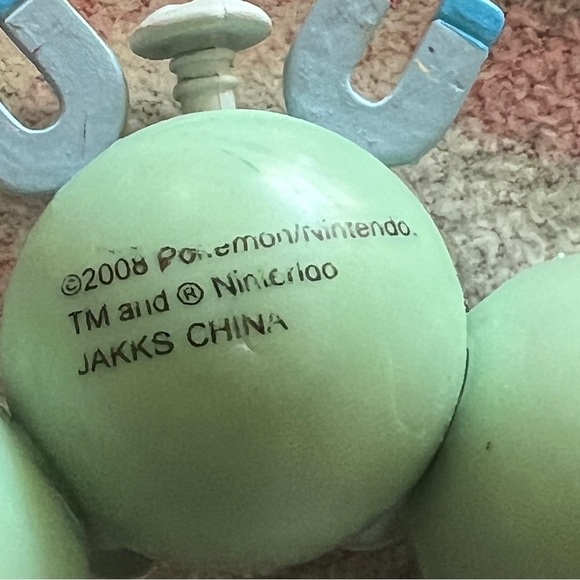 ©2008 Pokemon/Nintendo.
TM and ® Nintendo
JAKKS CHINA